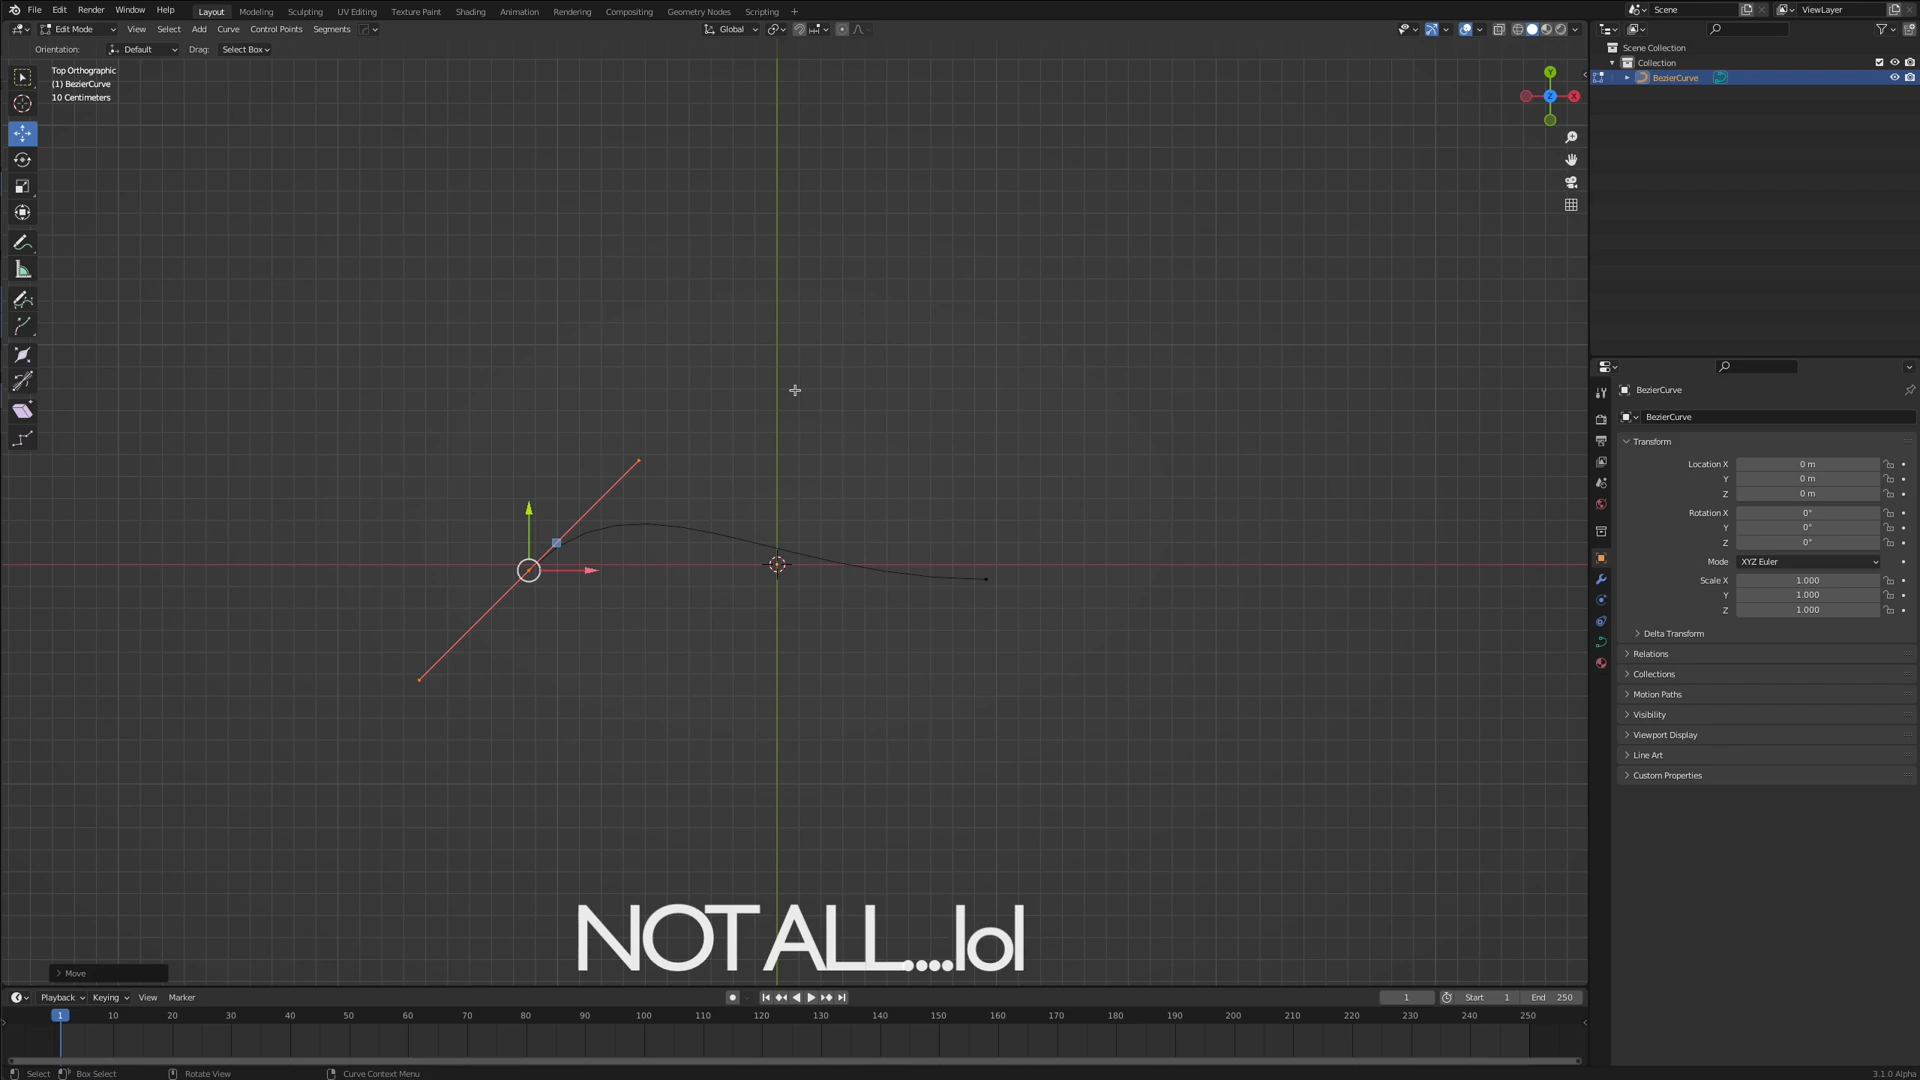 File Edit Render Window Help Layout Modeling Sculpting UV Editing Texture Paint Shading Animation Rendering Compositing Geometry Nodes Scripting + Scene ViewLayer
Edit Mode View Select Add Curve Control Points Segments Global
Orientation: Default Drag: Select Box
Scene Collection
Collection
BezierCurve
Top Orthographic
(1) BezierCurve
10 Centimeters
Y
Z
X
BezierCurve
BezierCurve
Transform
Location X 0 m
Y 0 m
Z 0 m
Rotation X 0°
Y 0°
Z 0°
Mode XYZ Euler
Scale X 1.000
Y 1.000
Z 1.000
Delta Transform
Relations
Collections
Motion Paths
Visibility
Viewport Display
Line Art
Custom Properties
NOT ALL....lol
Move
Playback Keying View Marker 1 Start 1 End 250
1 10 20 30 40 50 60 70 80 90 100 110 120 130 140 150 160 170 180 190 200 210 220 230 240 250
Select Box Select Rotate View Curve Context Menu 3.1.0 Alpha